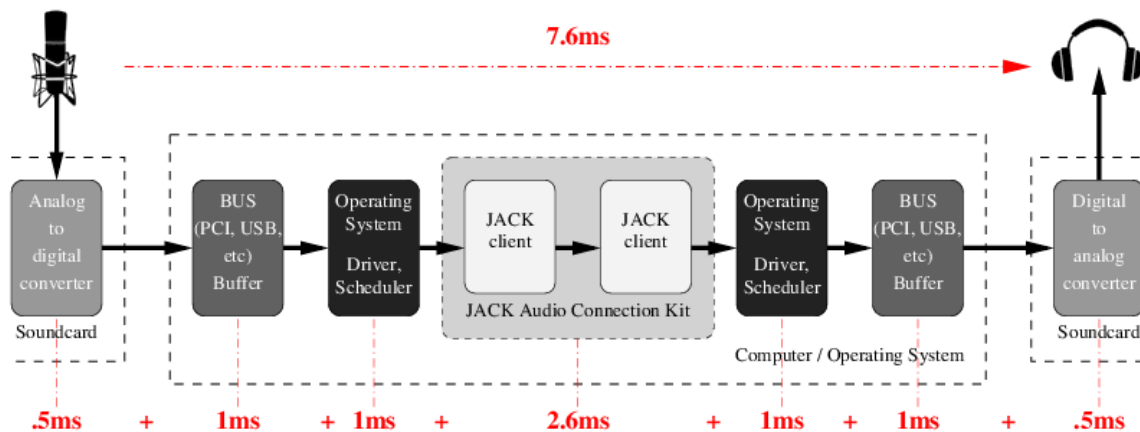 7.6ms
Analog
to
digital
converter
Soundcard
BUS
(PCI, USB,
etc)
Buffer
Operating
System
Driver,
Scheduler
JACK
client
JACK
client
JACK Audio Connection Kit
Operating
System
Driver,
Scheduler
BUS
(PCI, USB,
etc)
Buffer
Computer / Operating System
Digital
to
analog
converter
Soundcard
.5ms + 1ms + 1ms + 2.6ms + 1ms + 1ms + .5ms